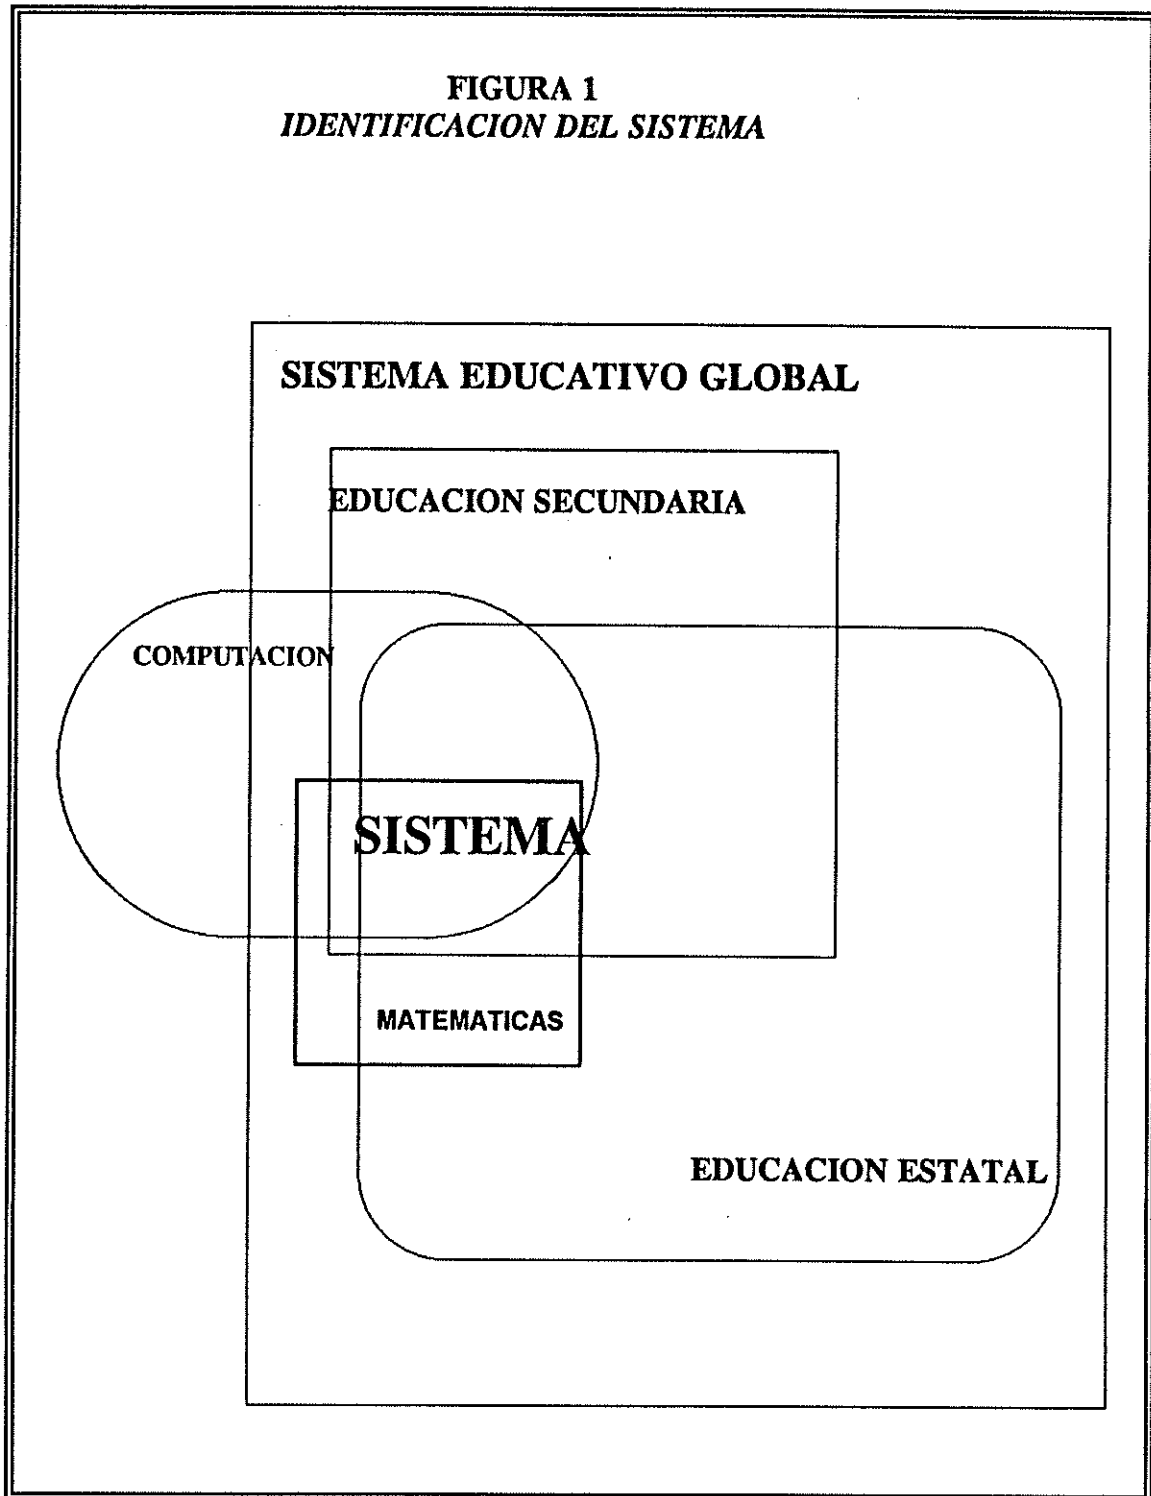 FIGURA 1
IDENTIFICACION DEL SISTEMA
SISTEMA EDUCATIVO GLOBAL
EDUCACION SECUNDARIA
COMPUTACION
SISTEMA
MATEMATICAS
EDUCACION ESTATAL